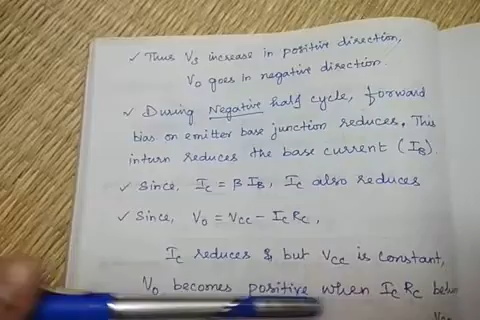 ✓ Thus Vs increase in positive direction,
Vo goes in negative direction.
✓ During Negative half cycle, forward
bias on emitter base junction reduces. This
inturn reduces the base current (IB).
✓ Since, IC = β IB, IC also reduces
✓ Since, Vo = VCC - IC RC,
IC reduces & but VCC is constant,
Vo becomes positive when IC RC